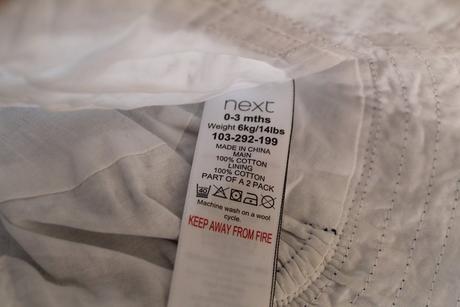 next
0-3 mths
Weight 6kg/14lbs
103-292-199
MADE IN CHINA
MAIN
100% COTTON
LINING
100% COTTON
PART OF A 2 PACK
40
Machine wash on a wool
cycle.
KEEP AWAY FROM FIRE